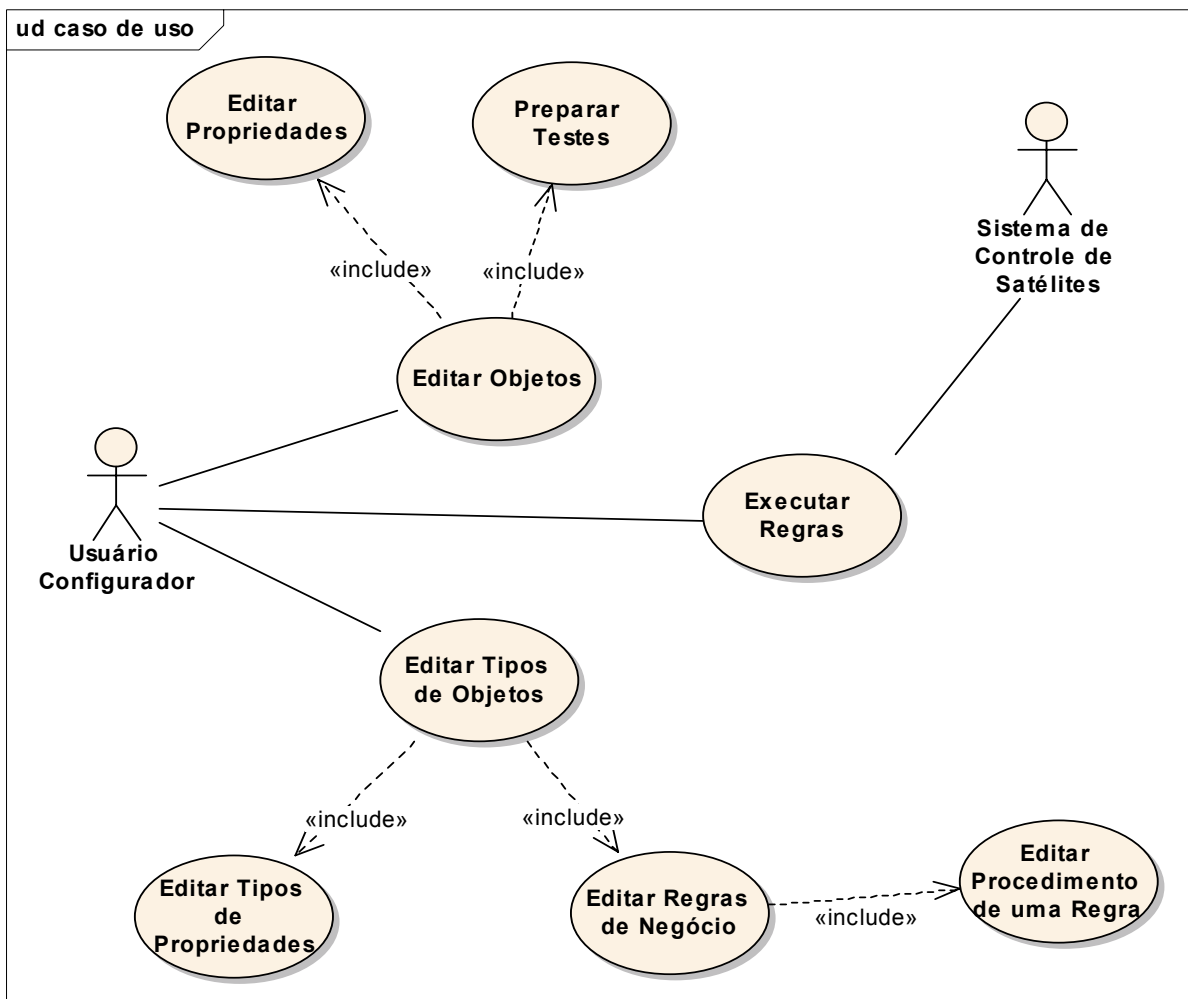 ud caso de uso
Editar
Propriedades
Preparar
Testes
Sistema de
Controle de
Satélites
«include»
«include»
Editar Objetos
Executar
Regras
Usuário
Configurador
Editar Tipos
de Objetos
«include»
«include»
Editar Tipos
de
Propriedades
Editar Regras
de Negócio
«include»
Editar
Procedimento
de uma Regra